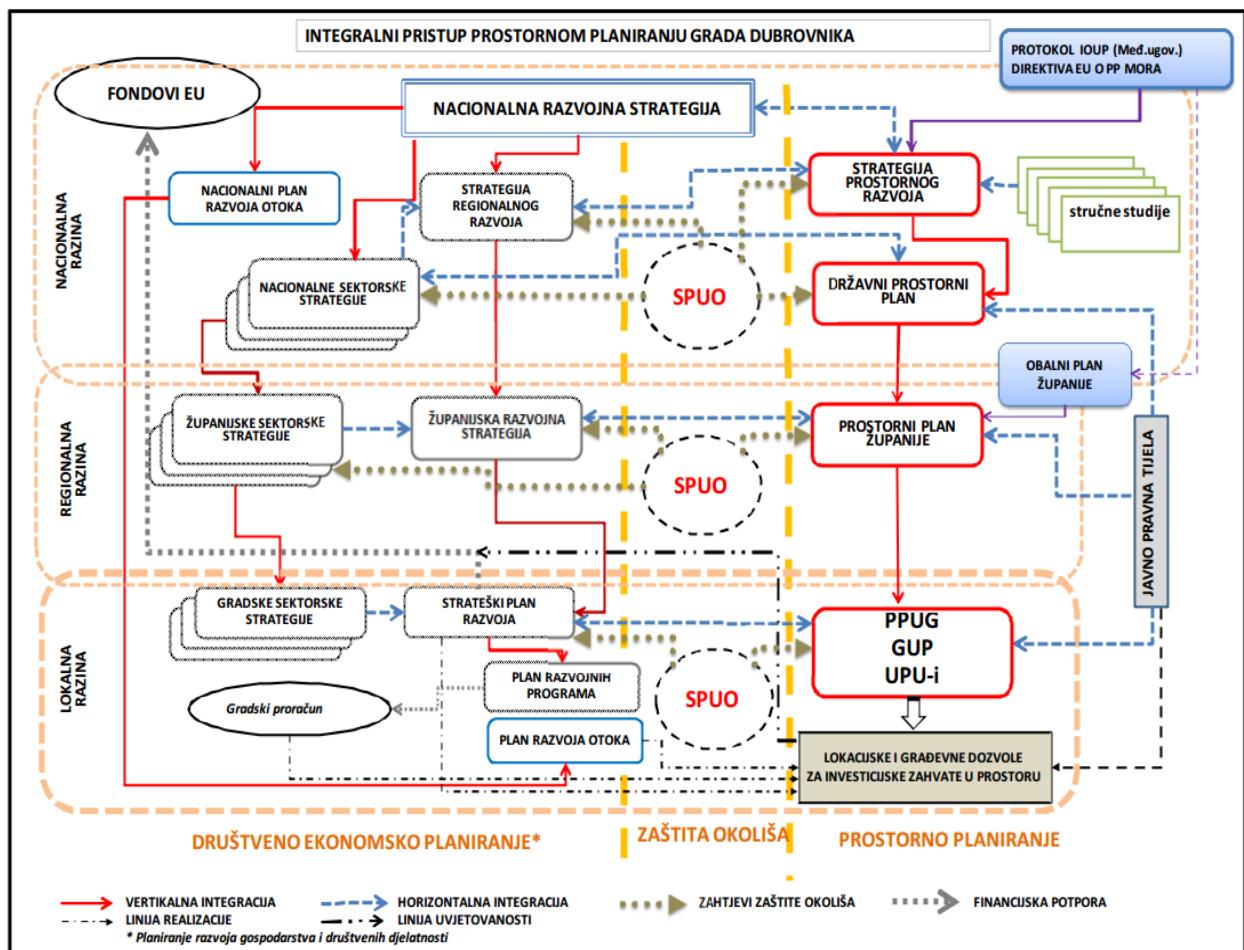 INTEGRALNI PRISTUP PROSTORNOM PLANIRANJU GRADA DUBROVNIKA
PROTOKOL IOUP (Međ.ugov.)
DIREKTIVA EU O PP MORA
FONDOVI EU
NACIONALNA RAZVOJNA STRATEGIJA
NACIONALNA
RAZINA
NACIONALNI PLAN
RAZVOJA OTOKA
STRATEGIJA
REGIONALNOG
RAZVOJA
STRATEGIJA
PROSTORNOG
RAZVOJA
stručne studije
NACIONALNE SEKTORSKE
STRATEGIJE
SPUO
DRŽAVNI PROSTORNI
PLAN
OBALNI PLAN
ŽUPANIJE
REGIONALNA
RAZINA
ŽUPANIJSKE SEKTORSKE
STRATEGIJE
ŽUPANIJSKA RAZVOJNA
STRATEGIJA
SPUO
PROSTORNI PLAN
ŽUPANIJE
JAVNO PRAVNA TIJELA
LOKALNA
RAZINA
GRADSKE SEKTORSKE
STRATEGIJE
STRATEŠKI PLAN
RAZVOJA
PPUG
GUP
UPU-i
PLAN RAZVOJNIH
PROGRAMA
SPUO
Gradski proračun
PLAN RAZVOJA OTOKA
LOKACIJSKE I GRAĐEVNE DOZVOLE
ZA INVESTICIJSKE ZAHVATE U PROSTORU
DRUŠTVENO EKONOMSKO PLANIRANJE*
ZAŠTITA OKOLIŠA
PROSTORNO PLANIRANJE
VERTIKALNA INTEGRACIJA
HORIZONTALNA INTEGRACIJA
ZAHTJEVI ZAŠTITE OKOLIŠA
FINANCIJSKA POTPORA
LINIJA REALIZACIJE
LINIJA UVJETOVANOSTI
* Planiranje razvoja gospodarstva i društvenih djelatnosti